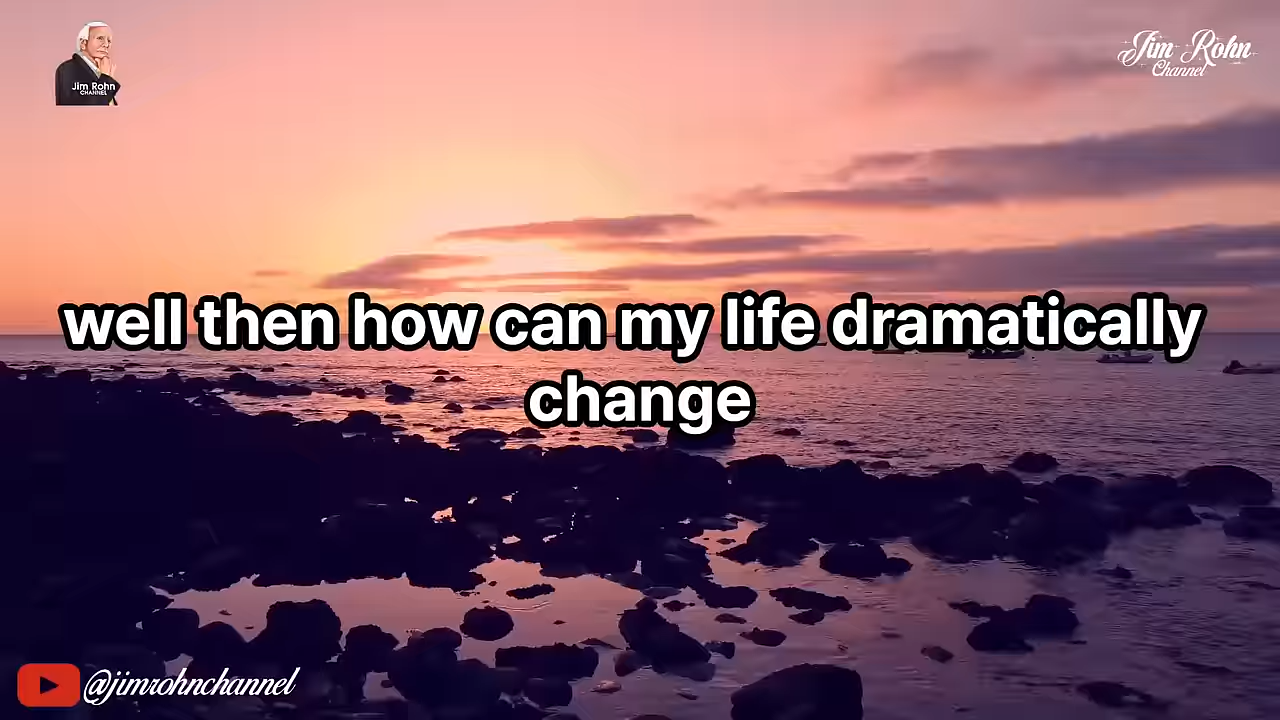 Jim Rohn
CHANNEL
Jim Rohn
Channel
well then how can my life dramatically
change
@jimrohnchannel